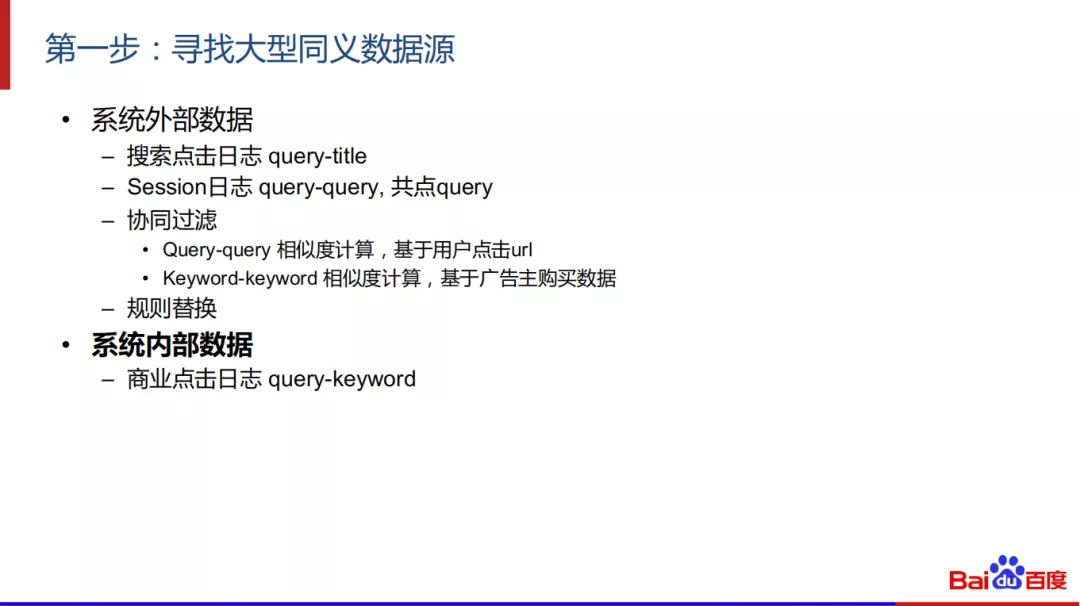 第一步：寻找大型同义数据源
• 系统外部数据
– 搜索点击日志 query-title
– Session日志 query-query, 共点query
– 协同过滤
• Query-query 相似度计算，基于用户点击url
• Keyword-keyword 相似度计算，基于广告主购买数据
– 规则替换
• 系统内部数据
– 商业点击日志 query-keyword
Bai du 百度